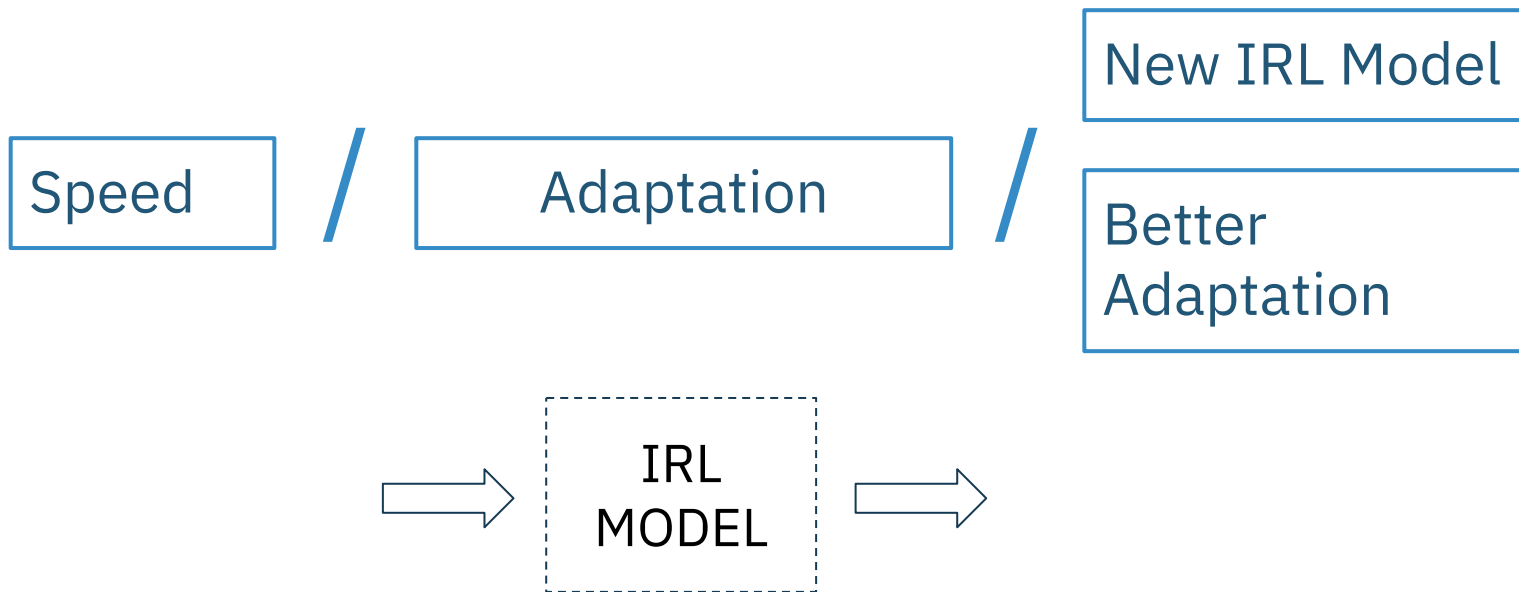 Speed
/
Adaptation
/
New IRL Model
Better
Adaptation
IRL
MODEL